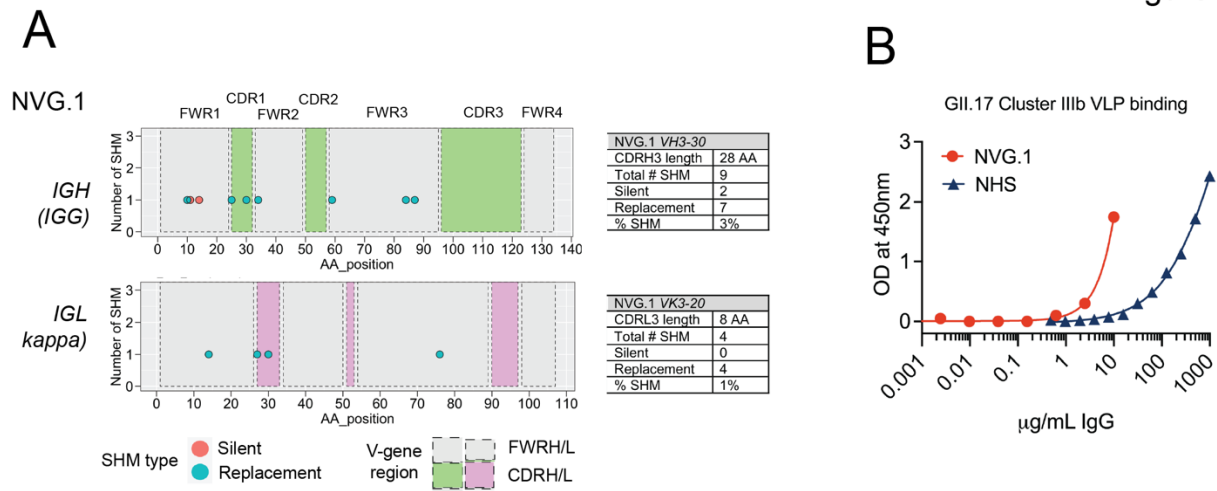 A
NVG.1
FWR1 CDR1 FWR2 CDR2 FWR3 CDR3 FWR4
IGH
(IGG)
Number of SHM
3
2
1
0
0 10 20 30 40 50 60 70 80 90 100 110 120 130 140
AA_position
NVG.1 VH3-30
CDRH3 length 28 AA
Total # SHM 9
Silent 2
Replacement 7
% SHM 3%
IGL
kappa)
Number of SHM
3
2
1
0
0 10 20 30 40 50 60 70 80 90 100 110
AA_position
NVG.1 VK3-20
CDRL3 length 8 AA
Total # SHM 4
Silent 0
Replacement 4
% SHM 1%
SHM type
Silent
Replacement
V-gene
region
FWRH/L
CDRH/L
B
GII.17 Cluster IIIb VLP binding
NVG.1
NHS
OD at 450nm
3
2
1
0
0.001 0.01 0.1 1 10 100 1000
μg/mL IgG